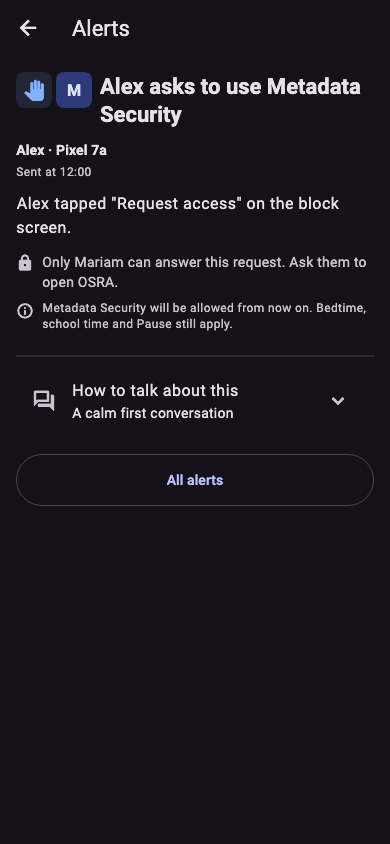 Alerts
M
Alex asks to use Metadata
Security
Alex · Pixel 7a
Sent at 12:00
Alex tapped "Request access" on the block
screen.
Only Mariam can answer this request. Ask them to
open OSRA.
Metadata Security will be allowed from now on. Bedtime,
school time and Pause still apply.
How to talk about this
A calm first conversation
All alerts